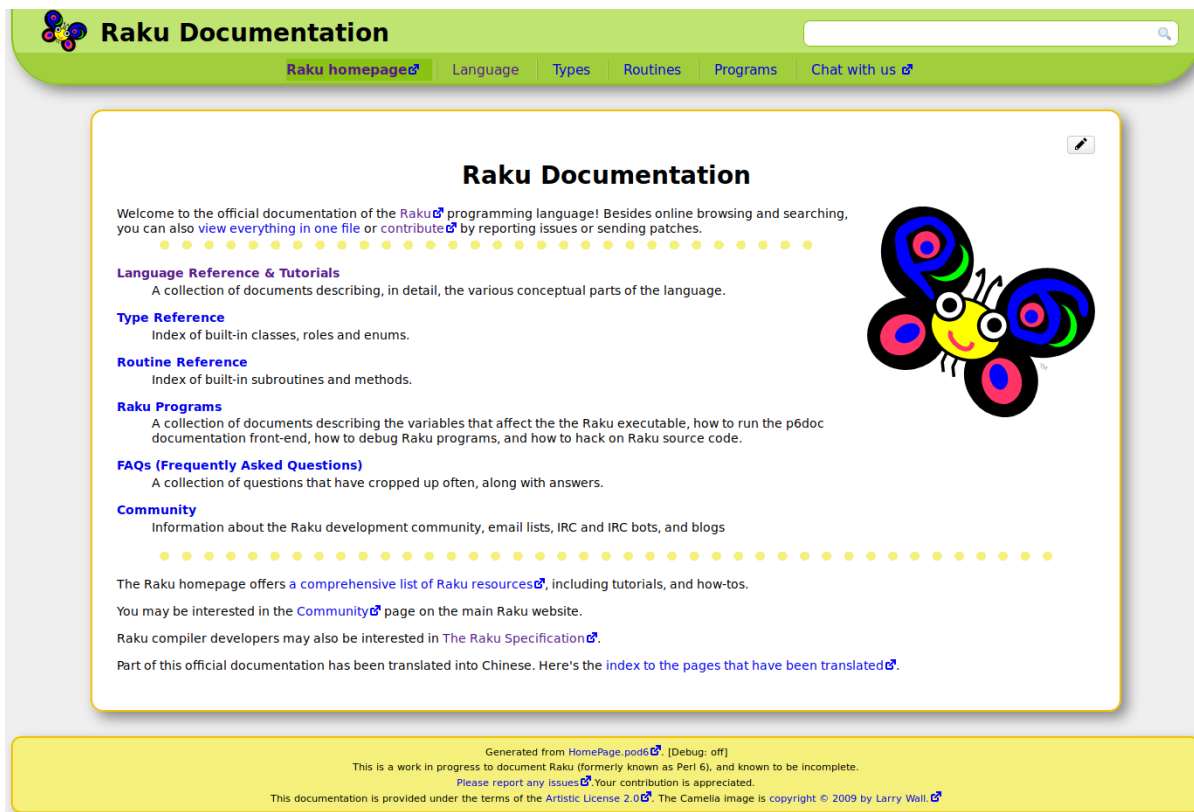 Raku Documentation
Raku homepage
Language
Types
Routines
Programs
Chat with us
Raku Documentation
Welcome to the official documentation of the Raku programming language! Besides online browsing and searching,
you can also view everything in one file or contribute by reporting issues or sending patches.
Language Reference & Tutorials
A collection of documents describing, in detail, the various conceptual parts of the language.
Type Reference
Index of built-in classes, roles and enums.
Routine Reference
Index of built-in subroutines and methods.
Raku Programs
A collection of documents describing the variables that affect the the Raku executable, how to run the p6doc
documentation front-end, how to debug Raku programs, and how to hack on Raku source code.
FAQs (Frequently Asked Questions)
A collection of questions that have cropped up often, along with answers.
Community
Information about the Raku development community, email lists, IRC and IRC bots, and blogs
TM
The Raku homepage offers a comprehensive list of Raku resources, including tutorials, and how-tos.
You may be interested in the Community page on the main Raku website.
Raku compiler developers may also be interested in The Raku Specification.
Part of this official documentation has been translated into Chinese. Here's the index to the pages that have been translated.
Generated from HomePage.pod6. [Debug: off]
This is a work in progress to document Raku (formerly known as Perl 6), and known to be incomplete.
Please report any issues.Your contribution is appreciated.
This documentation is provided under the terms of the Artistic License 2.0. The Camelia image is copyright © 2009 by Larry Wall.